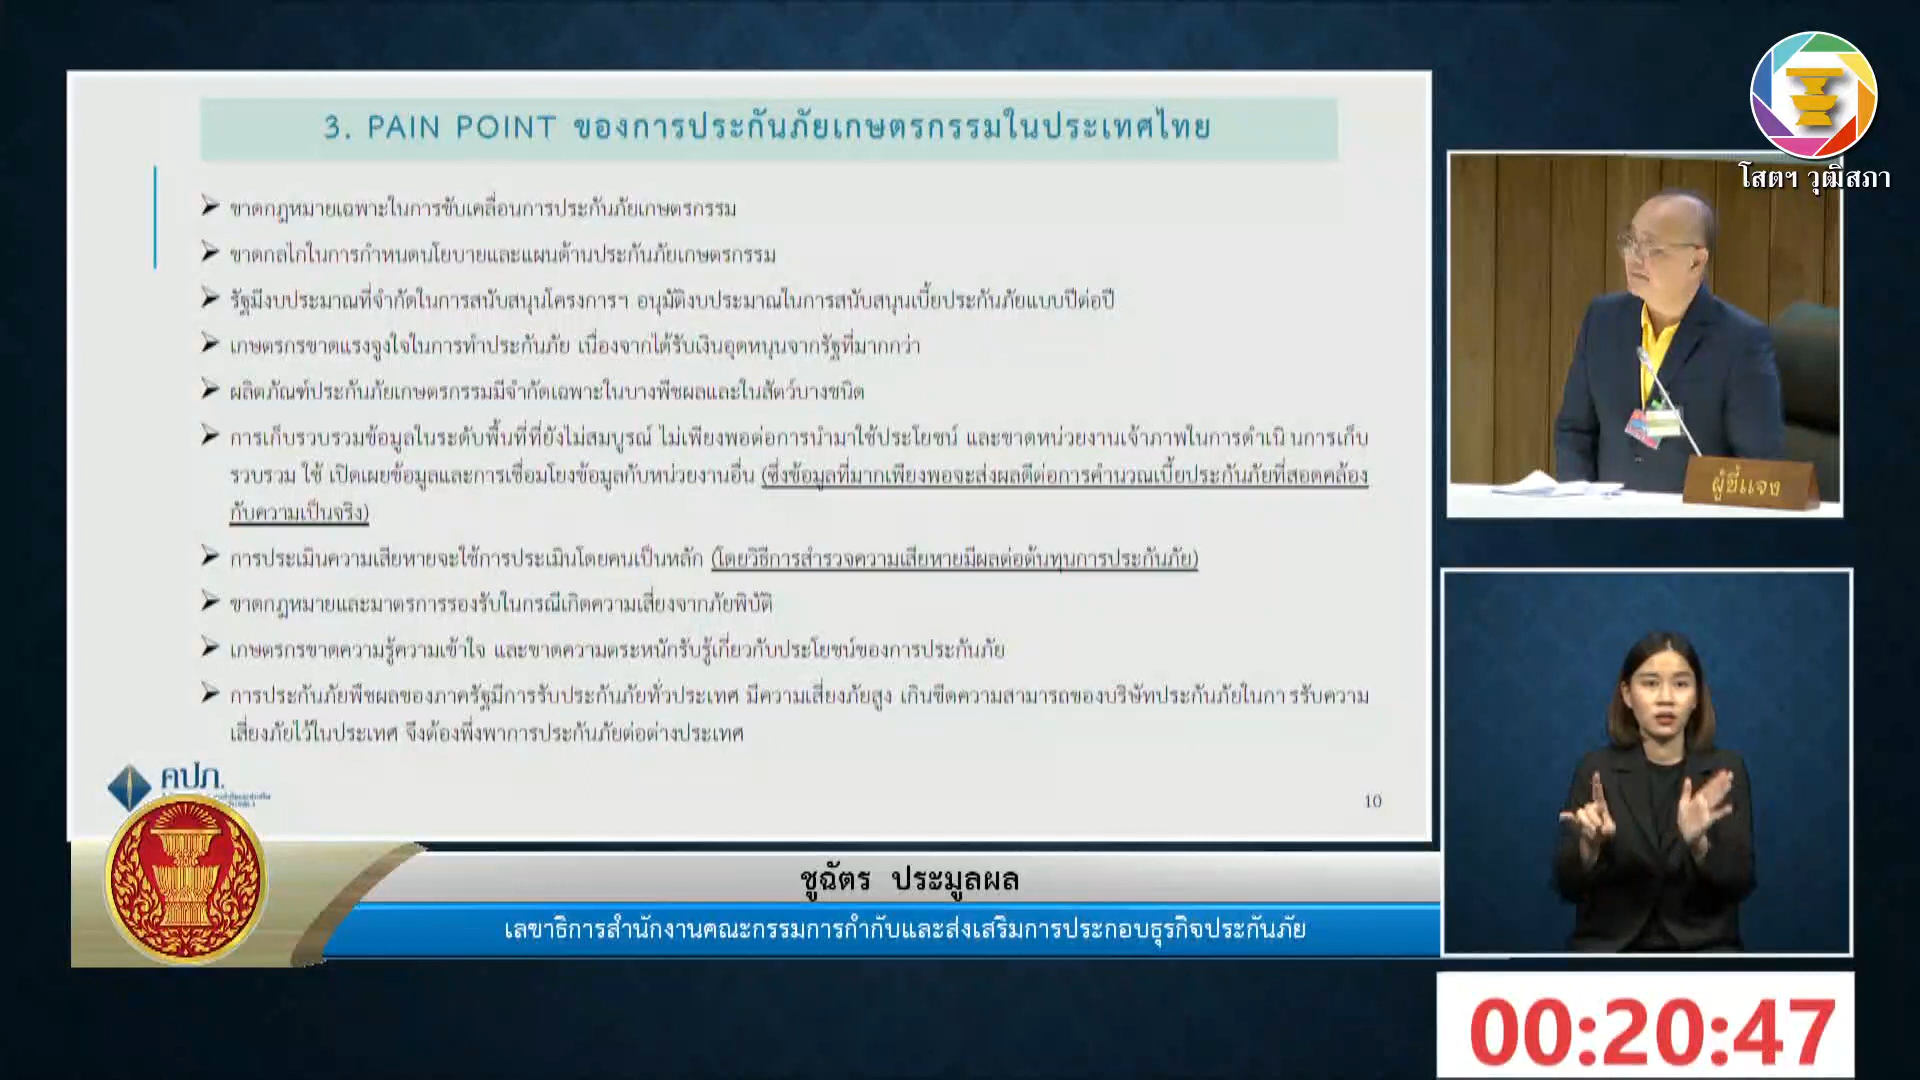 3. PAIN POINT ของการประกันภัยเกษตรกรรมในประเทศไทย
ขาดกฎหมายเฉพาะในการขับเคลื่อนการประกันภัยเกษตรกรรม
ขาดกลไกในการกำหนดนโยบายและแผนด้านประกันภัยเกษตรกรรม
รัฐมีงบประมาณที่จำกัดในการสนับสนุนโครงการฯ อนุมัติงบประมาณในการสนับสนุนเบี้ยประกันภัยแบบปีต่อปี
เกษตรกรขาดแรงจูงใจในการทำประกันภัย เนื่องจากได้รับเงินอุดหนุนจากรัฐที่มากกว่า
ผลิตภัณฑ์ประกันภัยเกษตรกรรมมีจำกัดเฉพาะในบางพืชผลและในสัตว์บางชนิด
การเก็บรวบรวมข้อมูลในระดับพื้นที่ที่ยังไม่สมบูรณ์ ไม่เพียงพอต่อการนำมาใช้ประโยชน์ และขาดหน่วยงานเจ้าภาพในการดำเนินการเก็บ
รวบรวม ใช้ เปิดเผยข้อมูลและการเชื่อมโยงข้อมูลกับหน่วยงานอื่น (ซึ่งข้อมูลที่มากเพียงพอจะส่งผลดีต่อการคำนวณเบี้ยประกันภัยที่สอดคล้อง
กับความเป็นจริง)
การประเมินความเสียหายจะใช้การประเมินโดยคนเป็นหลัก (โดยวิธีการสำรวจความเสียหายมีผลต่อต้นทุนการประกันภัย)
ขาดกฎหมายและมาตรการรองรับในกรณีเกิดความเสี่ยงจากภัยพิบัติ
เกษตรกรขาดความรู้ความเข้าใจ และขาดความตระหนักรับรู้เกี่ยวกับประโยชน์ของการประกันภัย
การประกันภัยพืชผลของภาครัฐมีการรับประกันภัยทั่วประเทศ มีความเสี่ยงภัยสูง เกินขีดความสามารถของบริษัทประกันภัยในการรับความ
เสี่ยงภัยไว้ในประเทศ จึงต้องพึ่งพาการประกันภัยต่อต่างประเทศ
คปภ.
10
โสตฯ วุฒิสภา
ผู้ชี้แจง
ชูฉัตร ประมูลผล
เลขาธิการสำนักงานคณะกรรมการกำกับและส่งเสริมการประกอบธุรกิจประกันภัย
00:20:47